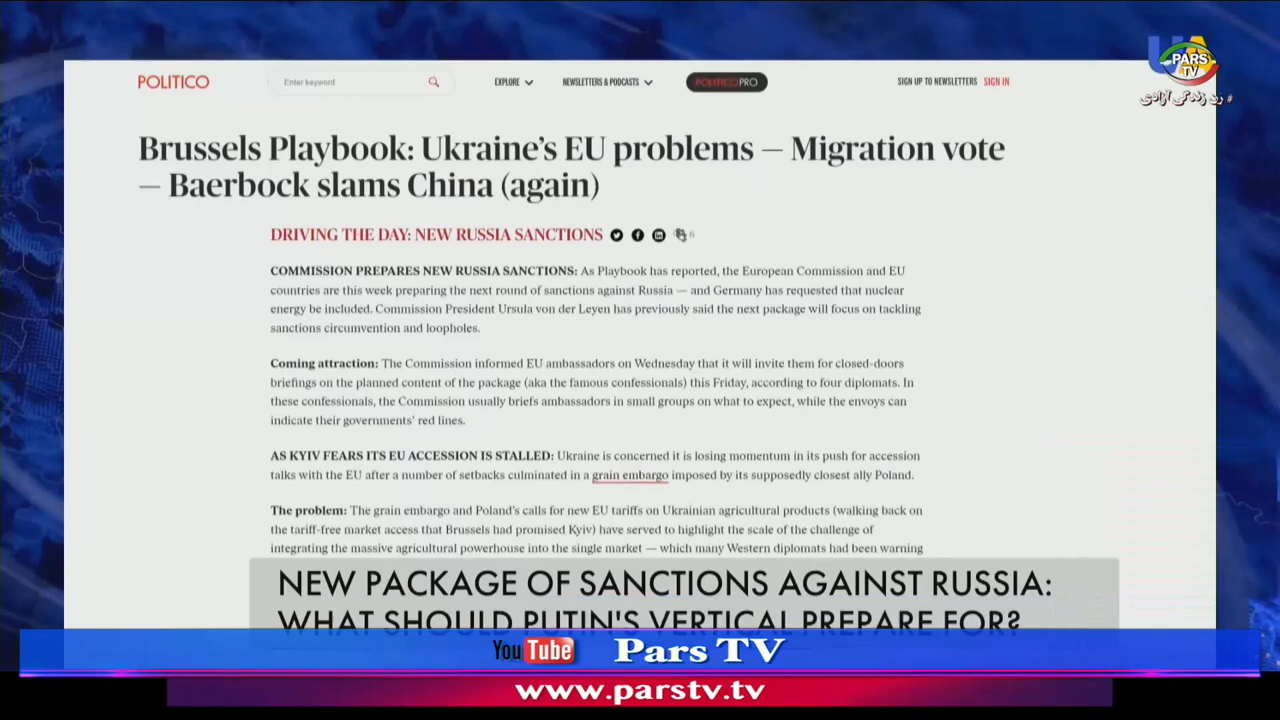 POLITICO
Enter keyword
EXPLORE
NEWSLETTERS & PODCASTS
POLITICO PRO
SIGN UP TO NEWSLETTERS SIGN IN
UA
PARS
TV
# زن زندگی آزادی
Brussels Playbook: Ukraine’s EU problems — Migration vote
— Baerbock slams China (again)
DRIVING THE DAY: NEW RUSSIA SANCTIONS
6
COMMISSION PREPARES NEW RUSSIA SANCTIONS: As Playbook has reported, the European Commission and EU
countries are this week preparing the next round of sanctions against Russia — and Germany has requested that nuclear
energy be included. Commission President Ursula von der Leyen has previously said the next package will focus on tackling
sanctions circumvention and loopholes.
Coming attraction: The Commission informed EU ambassadors on Wednesday that it will invite them for closed-doors
briefings on the planned content of the package (aka the famous confessionals) this Friday, according to four diplomats. In
these confessionals, the Commission usually briefs ambassadors in small groups on what to expect, while the envoys can
indicate their governments’ red lines.
AS KYIV FEARS ITS EU ACCESSION IS STALLED: Ukraine is concerned it is losing momentum in its push for accession
talks with the EU after a number of setbacks culminated in a grain embargo imposed by its supposedly closest ally Poland.
The problem: The grain embargo and Poland’s calls for new EU tariffs on Ukrainian agricultural products (walking back on
the tariff-free market access that Brussels had promised Kyiv) have served to highlight the scale of the challenge of
integrating the massive agricultural powerhouse into the single market — which many Western diplomats had been warning
NEW PACKAGE OF SANCTIONS AGAINST RUSSIA:
WHAT SHOULD PUTIN'S VERTICAL PREPARE FOR?
YouTube Pars TV
www.parstv.tv